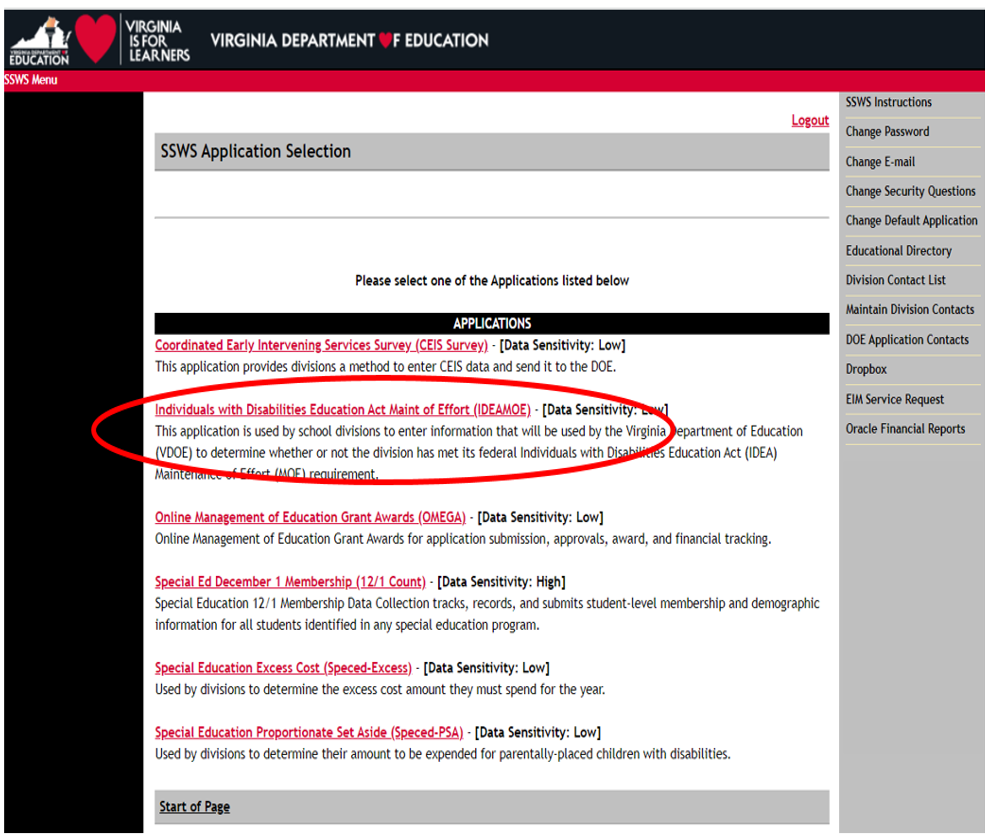 VIRGINIA DEPARTMENT OF
EDUCATION
VIRGINIA
IS FOR
LEARNERS
VIRGINIA DEPARTMENT ♥F EDUCATION
SSWS Menu
Logout
SSWS Application Selection
Please select one of the Applications listed below
APPLICATIONS
Coordinated Early Intervening Services Survey (CEIS Survey) - [Data Sensitivity: Low]
This application provides divisions a method to enter CEIS data and send it to the DOE.
Individuals with Disabilities Education Act Maint of Effort (IDEAMOE) - [Data Sensitivity: Low]
This application is used by school divisions to enter information that will be used by the Virginia Department of Education
(VDOE) to determine whether or not the division has met its federal Individuals with Disabilities Education Act (IDEA)
Maintenance of Effort (MOE) requirement.
Online Management of Education Grant Awards (OMEGA) - [Data Sensitivity: Low]
Online Management of Education Grant Awards for application submission, approvals, award, and financial tracking.
Special Ed December 1 Membership (12/1 Count) - [Data Sensitivity: High]
Special Education 12/1 Membership Data Collection tracks, records, and submits student-level membership and demographic
information for all students identified in any special education program.
Special Education Excess Cost (Speced-Excess) - [Data Sensitivity: Low]
Used by divisions to determine the excess cost amount they must spend for the year.
Special Education Proportionate Set Aside (Speced-PSA) - [Data Sensitivity: Low]
Used by divisions to determine their amount to be expended for parentally-placed children with disabilities.
Start of Page
SSWS Instructions
Change Password
Change E-mail
Change Security Questions
Change Default Application
Educational Directory
Division Contact List
Maintain Division Contacts
DOE Application Contacts
Dropbox
EIM Service Request
Oracle Financial Reports